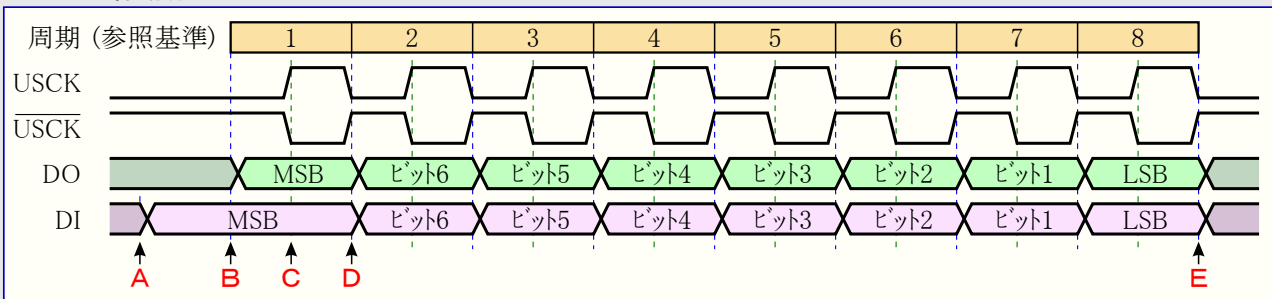 周期 (参照基準) 1 2 3 4 5 6 7 8
USCK
USCK
DO MSB ビット6 ビット5 ビット4 ビット3 ビット2 ビット1 LSB
DI MSB ビット6 ビット5 ビット4 ビット3 ビット2 ビット1 LSB
A B C D E